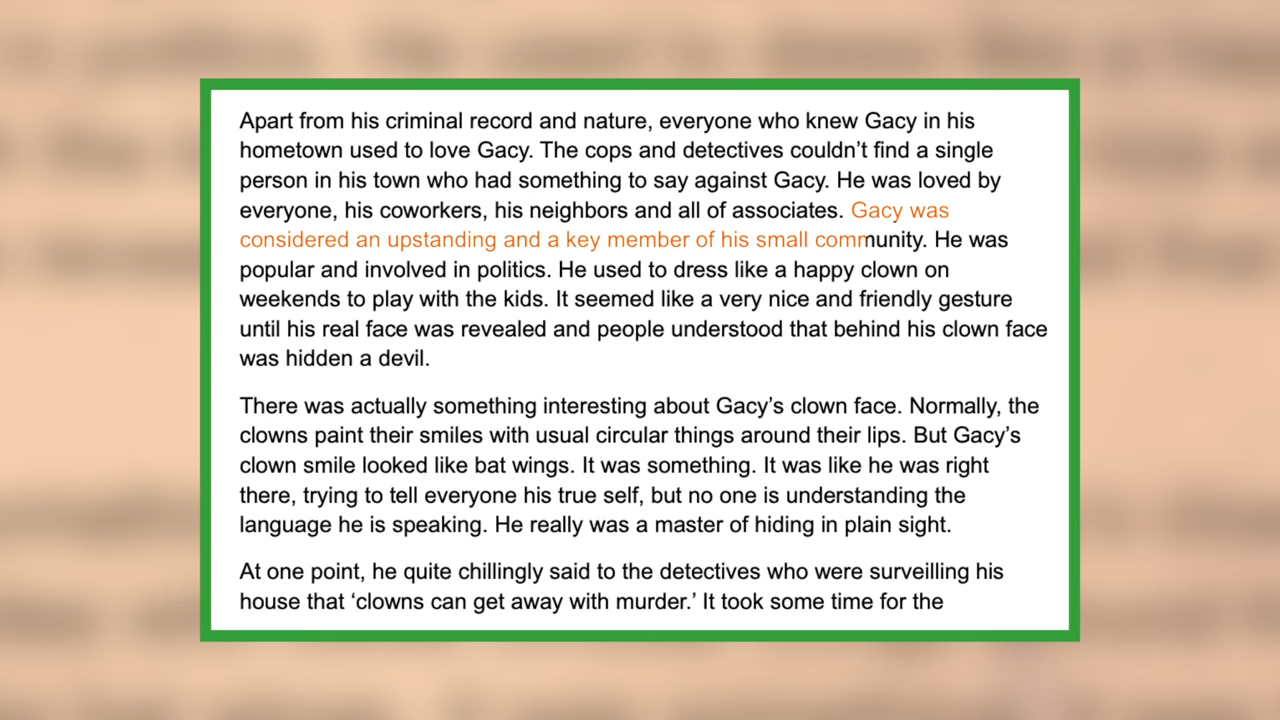 Apart from his criminal record and nature, everyone who knew Gacy in his
hometown used to love Gacy. The cops and detectives couldn’t find a single
person in his town who had something to say against Gacy. He was loved by
everyone, his coworkers, his neighbors and all of associates. Gacy was
considered an upstanding and a key member of his small community. He was
popular and involved in politics. He used to dress like a happy clown on
weekends to play with the kids. It seemed like a very nice and friendly gesture
until his real face was revealed and people understood that behind his clown face
was hidden a devil.
There was actually something interesting about Gacy’s clown face. Normally, the
clowns paint their smiles with usual circular things around their lips. But Gacy’s
clown smile looked like bat wings. It was something. It was like he was right
there, trying to tell everyone his true self, but no one is understanding the
language he is speaking. He really was a master of hiding in plain sight.
At one point, he quite chillingly said to the detectives who were surveilling his
house that ‘clowns can get away with murder.’ It took some time for the